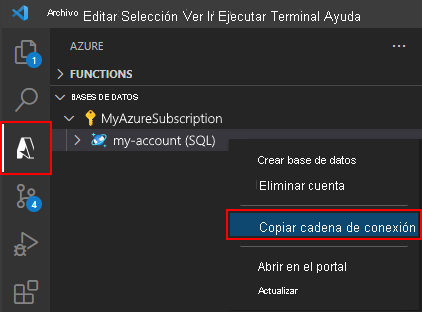 Archivo Editar Selección Ver Ir Ejecutar Terminal Ayuda
AZURE
FUNCTIONS
BASES DE DATOS
MyAzureSubscription
my-account (SQL)
Crear base de datos
Eliminar cuenta
Copiar cadena de conexión
Abrir en el portal
Actualizar
1
4